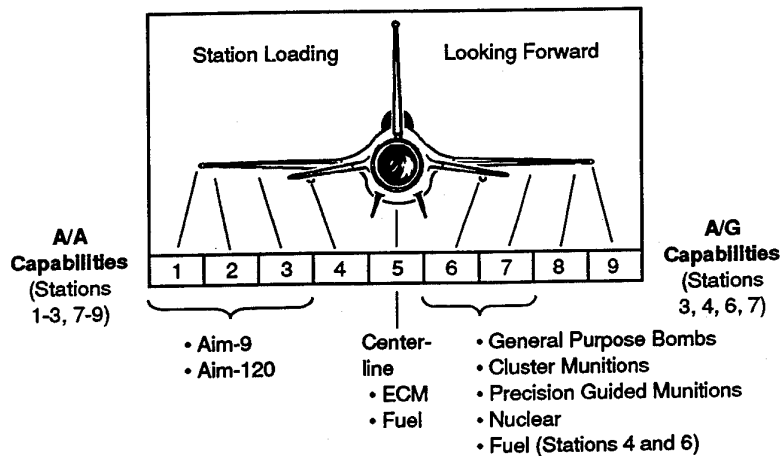 Station Loading
Looking Forward
A/A
Capabilities
(Stations
1-3, 7-9)
1 2 3 4 5 6 7 8 9
A/G
Capabilities
(Stations
3, 4, 6, 7)
• Aim-9
• Aim-120
Center-
line
• ECM
• Fuel
• General Purpose Bombs
• Cluster Munitions
• Precision Guided Munitions
• Nuclear
• Fuel (Stations 4 and 6)